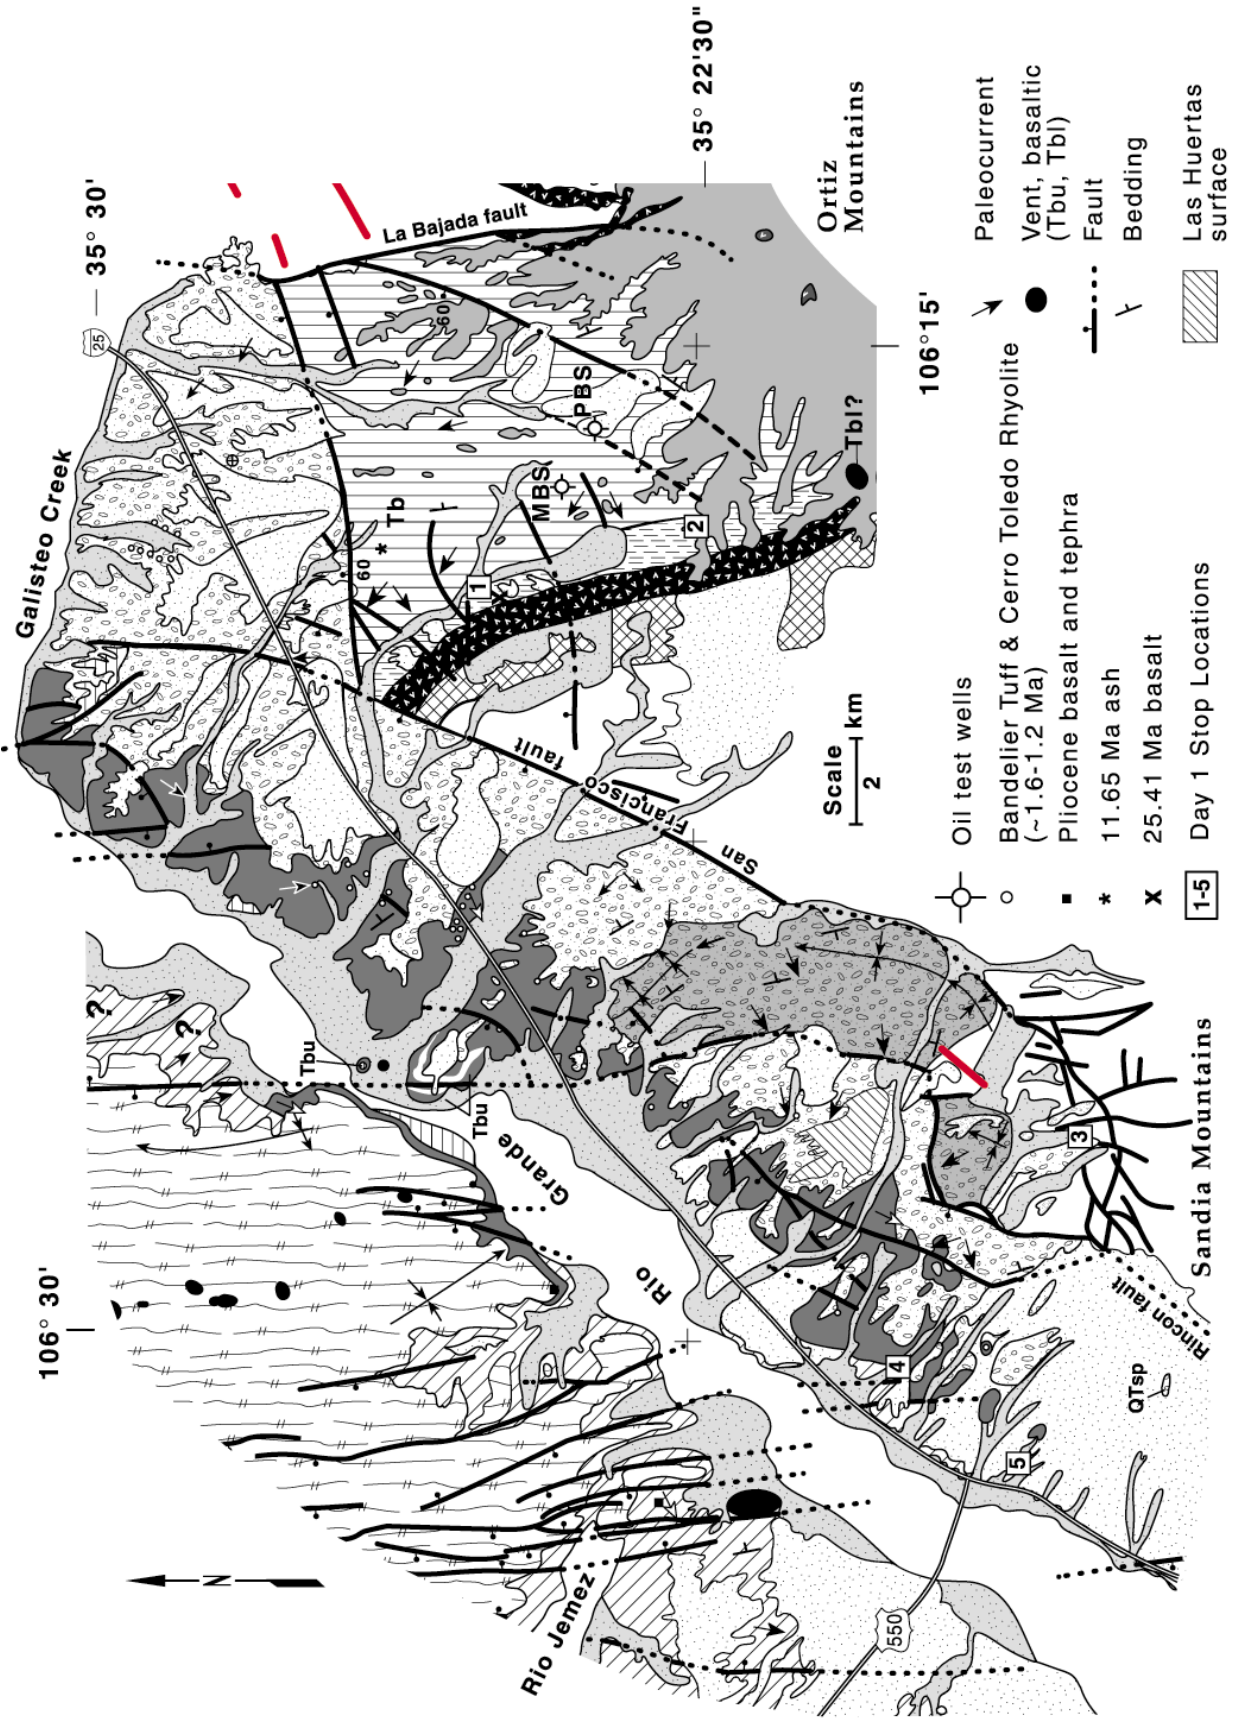 35° 30'
25
Galisteo Creek
La Bajada fault
35° 22'30"
Ortiz
Mountains
106°15'
60
PBS
MBS
Tb
*
60
1
2
Tbl?
San Francisco fault
Scale
2 km
?
?
Tbu
Tbu
Rio Grande
106° 30'
N
Rio Jemez
550
3
4
5
Sandia Mountains
Rincon fault
QTsp
Oil test wells
Bandelier Tuff & Cerro Toledo Rhyolite
(~1.6-1.2 Ma)
Pliocene basalt and tephra
* 11.65 Ma ash
x 25.41 Ma basalt
1-5 Day 1 Stop Locations
Paleocurrent
Vent, basaltic
(Tbu, Tbl)
Fault
Bedding
Las Huertas
surface